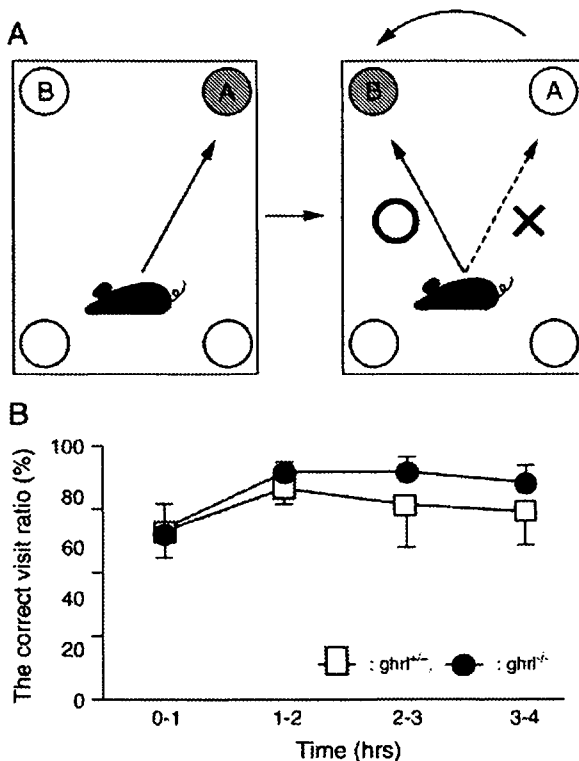 A
B A B A
B
The correct visit ratio (%)
100
80
60
40
20
0
: ghrl+/–, : ghrl-/-
0-1 1-2 2-3 3-4
Time (hrs)